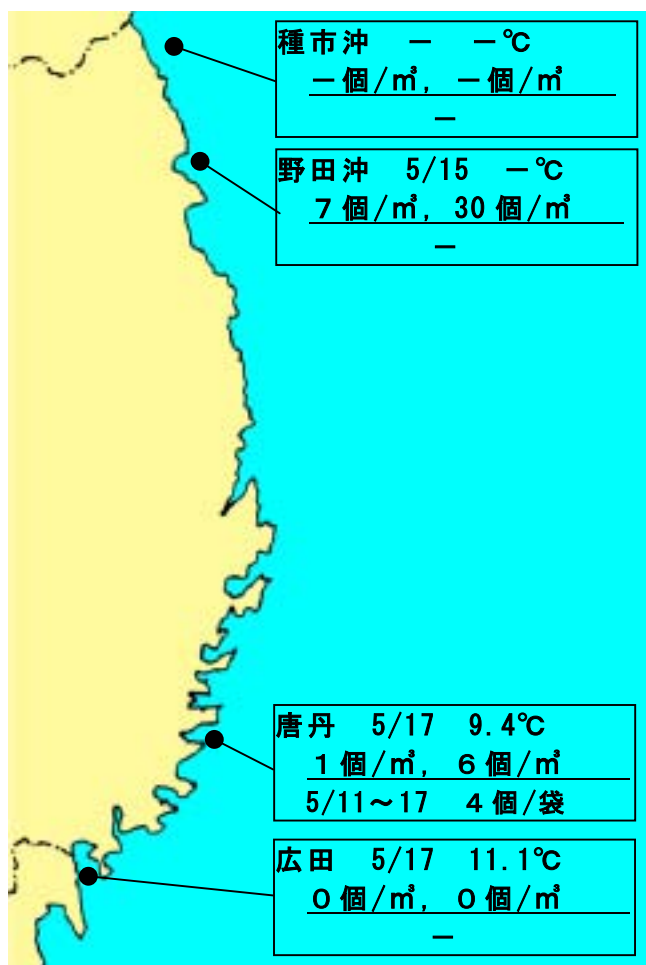 種市沖　－　－℃
－個/㎥, －個/㎥
－
野田沖　5/15　－℃
７個/㎥, 30個/㎥
－
唐丹　5/17　9.4℃
１個/㎥, ６個/㎥
5/11～17　４個/袋
広田　5/17　11.1℃
０個/㎥, ０個/㎥
－